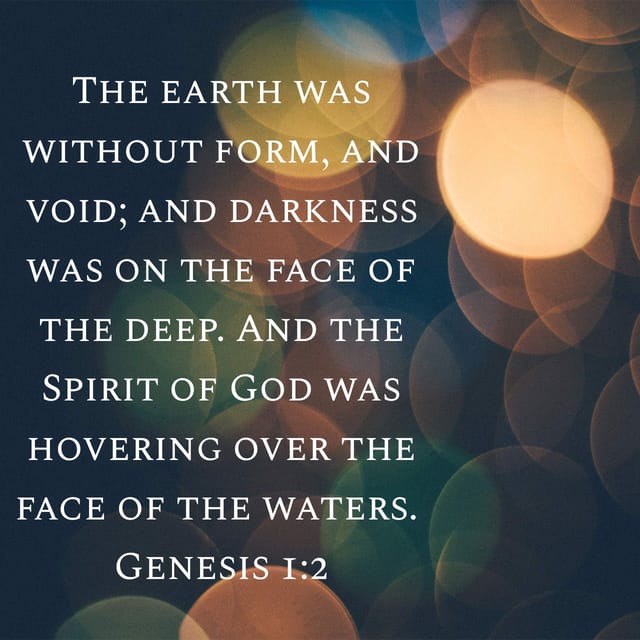 The earth was
without form, and
void; and darkness
was on the face of
the deep. And the
Spirit of God was
hovering over the
face of the waters.
Genesis 1:2